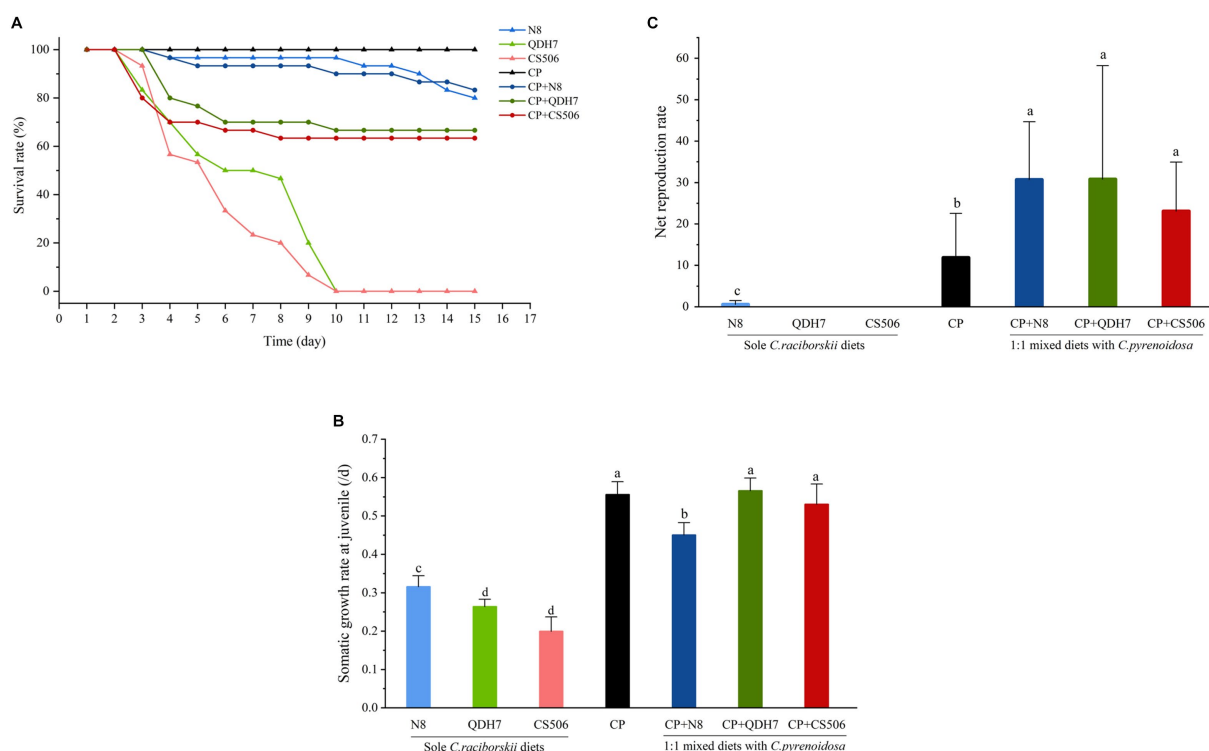 A
N8
QDH7
CS506
CP
CP+N8
CP+QDH7
CP+CS506
Survival rate (%)
100
80
60
40
20
0
0 1 2 3 4 5 6 7 8 9 10 11 12 13 14 15 16 17
Time (day)
C
Net reproduction rate
60
50
40
30
20
10
0
c
b
a
a
a
N8 QDH7 CS506 CP CP+N8 CP+QDH7 CP+CS506
Sole C.raciborskii diets
1:1 mixed diets with C.pyrenoidosa
B
Somatic growth rate at juvenile (/d)
0.7
0.6
0.5
0.4
0.3
0.2
0.1
0.0
c
d
d
a
b
a
a
N8 QDH7 CS506 CP CP+N8 CP+QDH7 CP+CS506
Sole C.raciborskii diets
1:1 mixed diets with C.pyrenoidosa